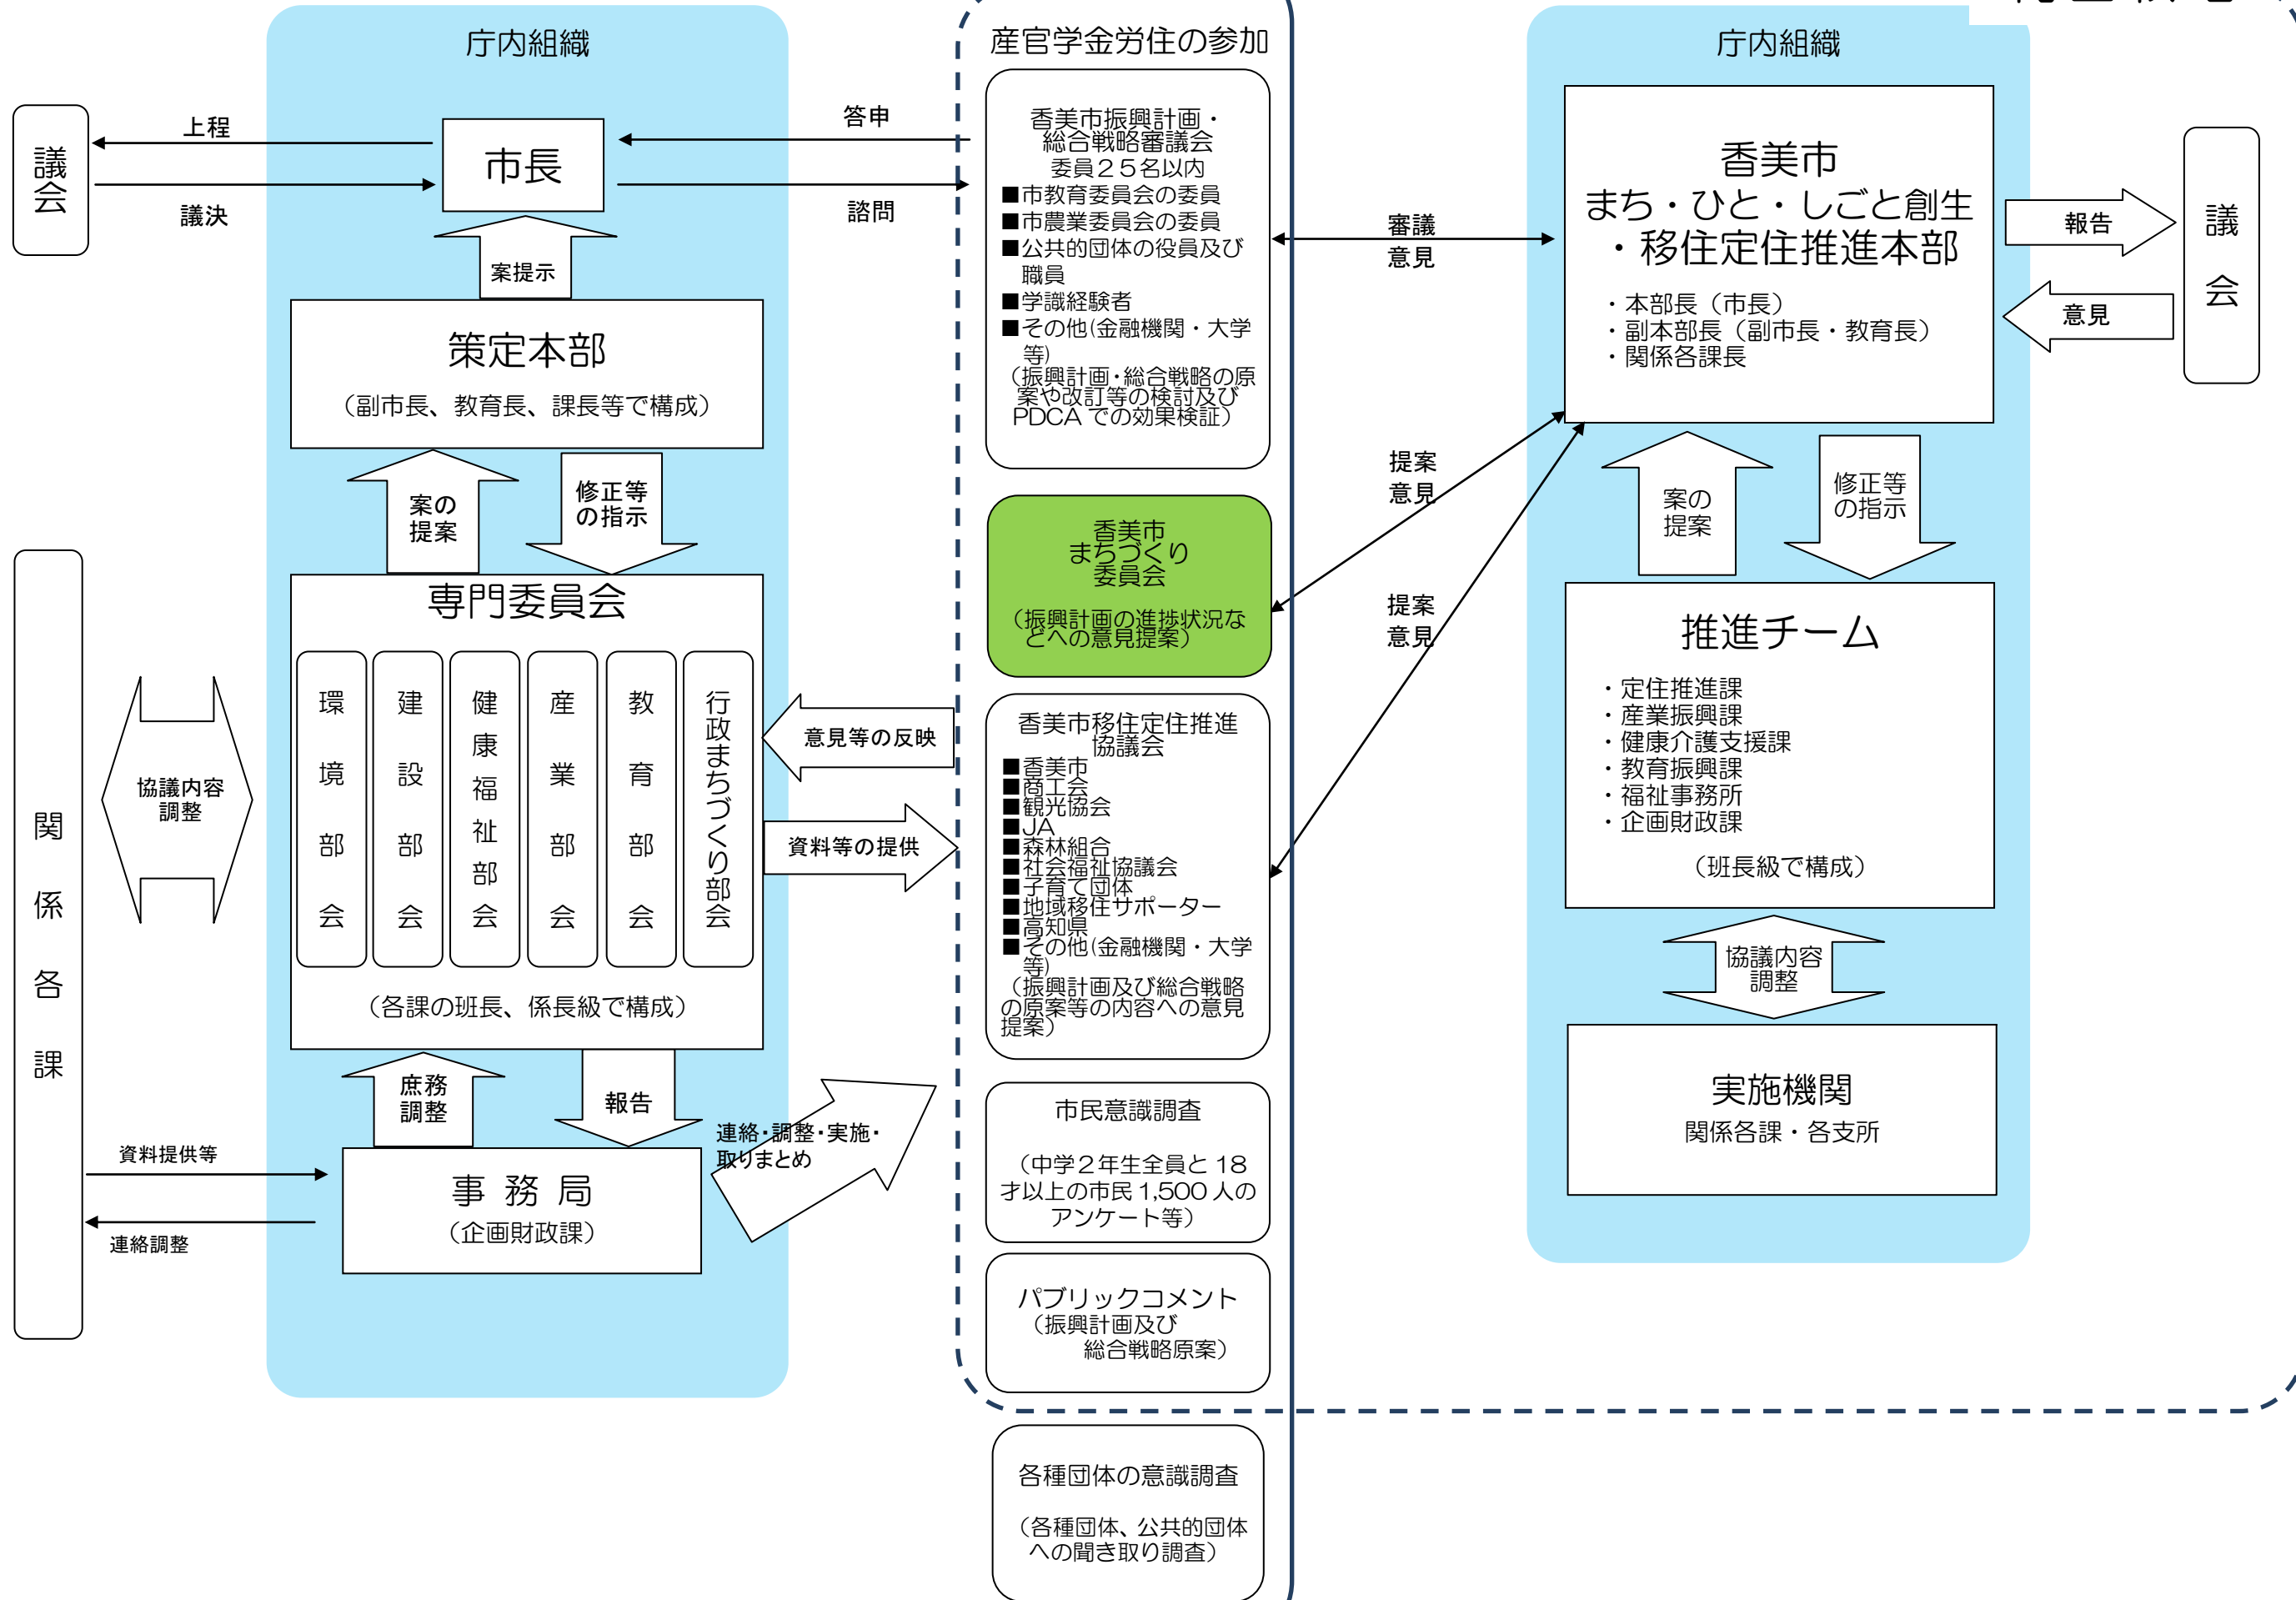 庁内組織
議会
上程
議決
市長
答申
諮問
案提示
策定本部
（副市長、教育長、課長等で構成）
案の
提案
修正等
の指示
専門委員会
環境部会
建設部会
健康福祉部会
産業部会
教育部会
行政まちづくり部会
（各課の班長、係長級で構成）
関係各課
協議内容
調整
意見等の反映
資料等の提供
庶務
調整
報告
連絡・調整・実施・
取りまとめ
資料提供等
連絡調整
事 務 局
（企画財政課）
産官学金労住の参加
香美市振興計画・
総合戦略審議会
委員２５名以内
■市教育委員会の委員
■市農業委員会の委員
■公共的団体の役員及び
職員
■学識経験者
■その他(金融機関・大学
等)
（振興計画・総合戦略の原
案や改訂等の検討及び
PDCA での効果検証）
香美市
まちづくり
委員会
（振興計画の進捗状況な
どへの意見提案）
香美市移住定住推進
協議会
■香美市
■商工会
■観光協会
■JA
■森林組合
■社会福祉協議会
■子育て団体
■地域移住サポーター
■高知県
■その他(金融機関・大学
等)
（振興計画及び総合戦略
の原案等の内容への意見
提案）
市民意識調査
（中学２年生全員と 18
才以上の市民 1,500 人の
アンケート等）
パブリックコメント
（振興計画及び
総合戦略原案）
各種団体の意識調査
（各種団体、公共的団体
への聞き取り調査）
審議
意見
提案
意見
提案
意見
庁内組織
香美市
まち・ひと・しごと創生
・移住定住推進本部
・本部長（市長）
・副本部長（副市長・教育長）
・関係各課長
報告
意見
議会
案の
提案
修正等
の指示
推進チーム
・定住推進課
・産業振興課
・健康介護支援課
・教育振興課
・福祉事務所
・企画財政課
（班長級で構成）
協議内容
調整
実施機関
関係各課・各支所